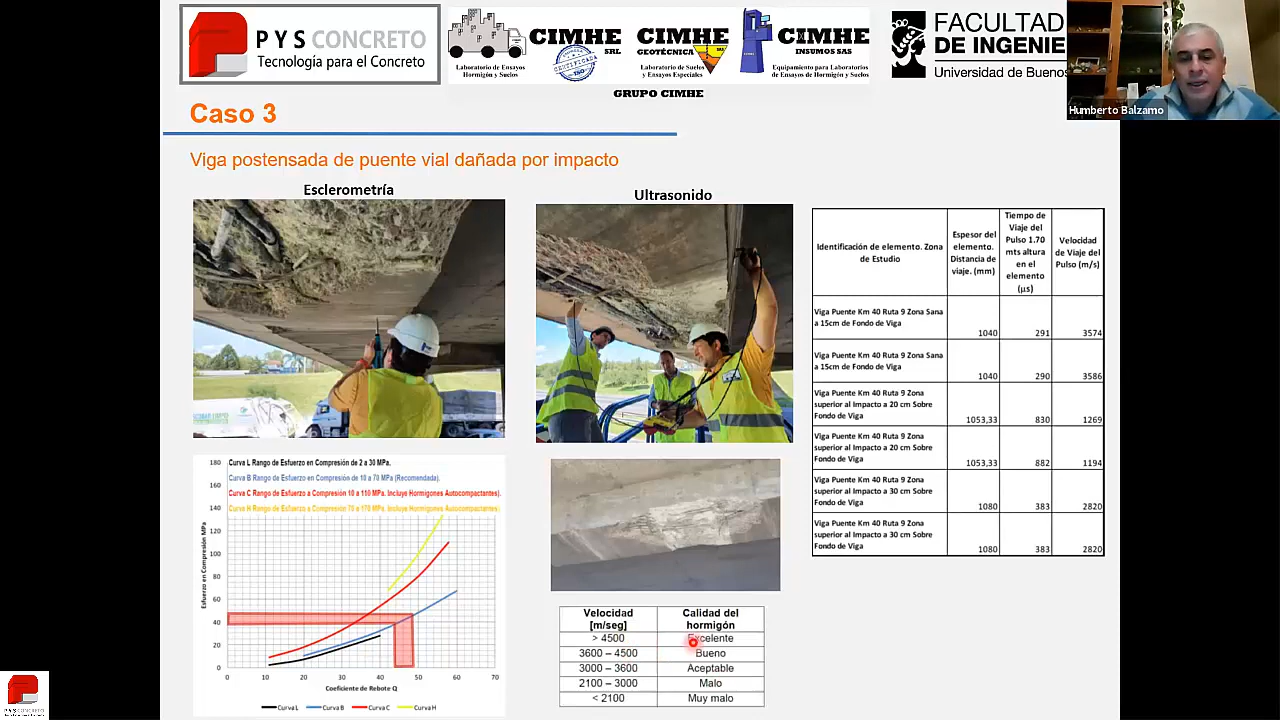 PYS CONCRETO
Tecnología para el Concreto
CIMHE SRL
Laboratorio de Ensayos
Hormigón y Suelos
CERTIFICADA
ISO
CIMHE
GEOTÉCNICA
SAS
Laboratorio de Suelos
y Ensayos Especiales
CIMHE
INSUMOS SAS
Equipamiento para Laboratorios
de Ensayos de Hormigón y Suelos
GRUPO CIMHE
FACULTAD
DE INGENIE
Universidad de Buenos
Humberto Balzamo
Caso 3
Viga postensada de puente vial dañada por impacto
Esclerometría
Ultrasonido
Identificación de elemento. Zona
de Estudio
Espesor del
elemento.
Distancia de
viaje. (mm)
Tiempo de
Viaje del
Pulso 1.70
mts altura
en el
elemento
(µs)
Velocidad
de Viaje del
Pulso (m/s)
Viga Puente Km 40 Ruta 9 Zona Sana
a 15cm de Fondo de Viga
1040 291 3574
Viga Puente Km 40 Ruta 9 Zona Sana
a 15cm de Fondo de Viga
1040 290 3586
Viga Puente Km 40 Ruta 9 Zona
superior al Impacto a 20 cm Sobre
Fondo de Viga
1053,33 830 1269
Viga Puente Km 40 Ruta 9 Zona
superior al Impacto a 20 cm Sobre
Fondo de Viga
1053,33 882 1194
Viga Puente Km 40 Ruta 9 Zona
superior al Impacto a 30 cm Sobre
Fondo de Viga
1080 383 2820
Viga Puente Km 40 Ruta 9 Zona
superior al Impacto a 30 cm Sobre
Fondo de Viga
1080 383 2820
Curva L Rango de Esfuerzo en Compresión de 2 a 30 MPa.
Curva B Rango de Esfuerzo en Compresión de 10 a 70 MPa (Recomendada).
Curva C Rango de Esfuerzo a Compresión 10 a 110 MPa. Incluye Hormigones Autocompactantes).
Curva H Rango de Esfuerzo a Compresión 70 a 170 MPa. Incluye Hormigones Autocompactantes)
Esfuerzo en Compresión MPa
180
160
140
120
100
80
60
40
20
0
0 10 20 30 40 50 60 70
Coeficiente de Rebote Q
Curva L Curva B Curva C Curva H
Velocidad
[m/seg]
Calidad del
hormigón
> 4500 Excelente
3600 – 4500 Bueno
3000 – 3600 Aceptable
2100 – 3000 Malo
< 2100 Muy malo
PYS CONCRETO